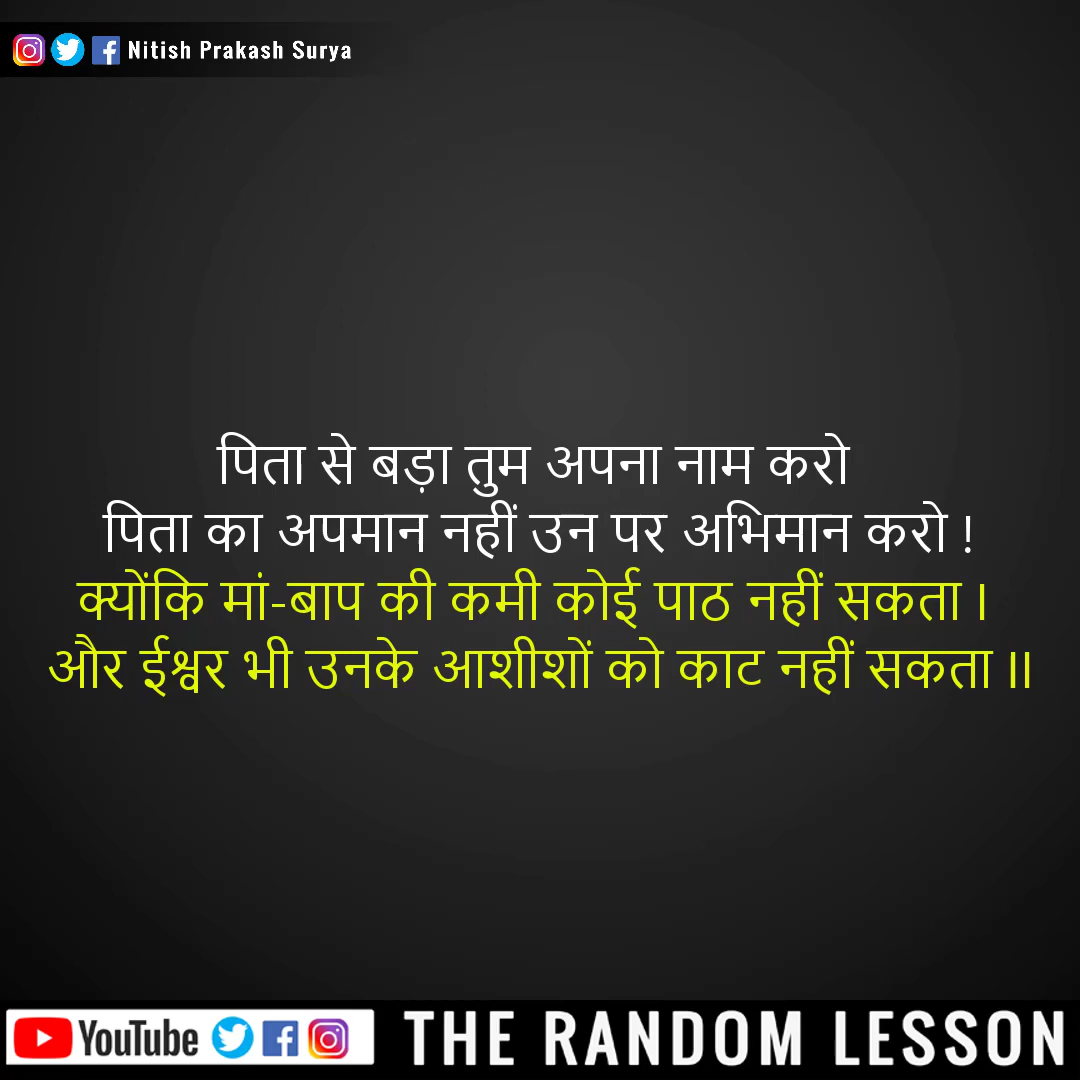 Nitish Prakash Surya
पिता से बड़ा तुम अपना नाम करो
पिता का अपमान नहीं उन पर अभिमान करो !
क्योंकि मां-बाप की कमी कोई पाठ नहीं सकता ।
और ईश्वर भी उनके आशीशों को काट नहीं सकता ॥
YouTube THE RANDOM LESSON